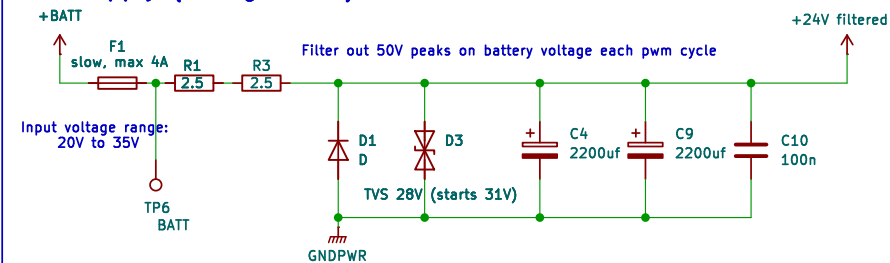 +BATT
+24V filtered
F1
slow, max 4A
R1
2.5
R3
2.5
Filter out 50V peaks on battery voltage each pwm cycle
Input voltage range:
20V to 35V
D1
D
D3
C4
2200uf
C9
2200uf
C10
100n
+
+
TVS 28V (starts 31V)
TP6
BATT
GNDPWR